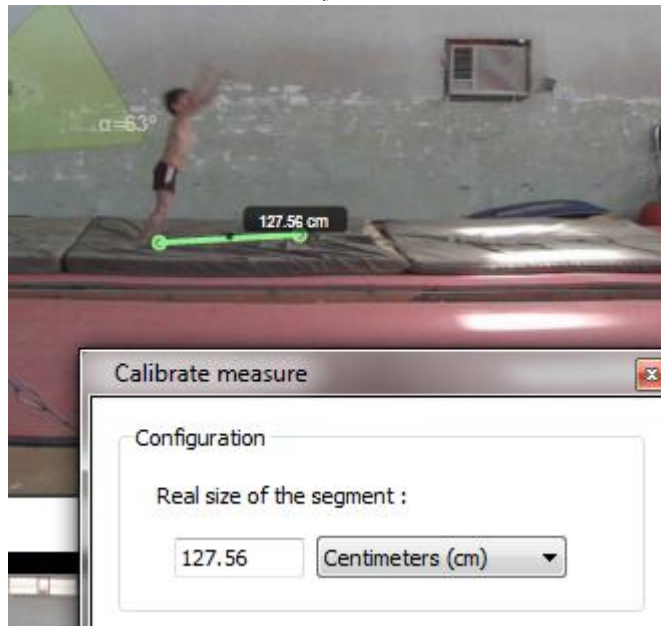 α=63°
127.56 cm
Calibrate measure
Configuration
Real size of the segment :
127.56
Centimeters (cm)